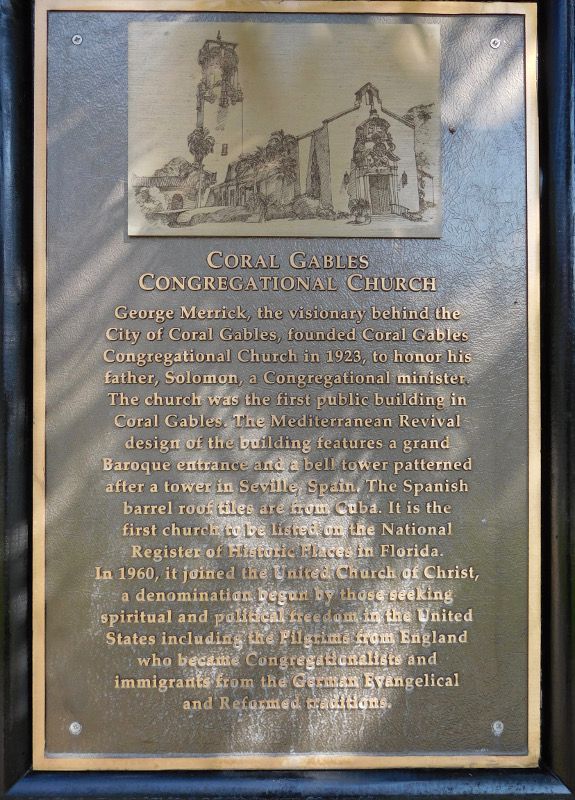 CORAL GABLES
CONGREGATIONAL CHURCH
George Merrick, the visionary behind the
City of Coral Gables, founded Coral Gables
Congregational Church in 1923, to honor his
father, Solomon, a Congregational minister.
The church was the first public building in
Coral Gables. The Mediterranean Revival
design of the building features a grand
Baroque entrance and a bell tower patterned
after a tower in Seville, Spain. The Spanish
barrel roof tiles are from Cuba. It is the
first church to be listed on the National
Register of Historic Places in Florida.
In 1960, it joined the United Church of Christ,
a denomination begun by those seeking
spiritual and political freedom in the United
States including the Pilgrims from England
who became Congregationalists and
immigrants from the German Evangelical
and Reformed traditions.